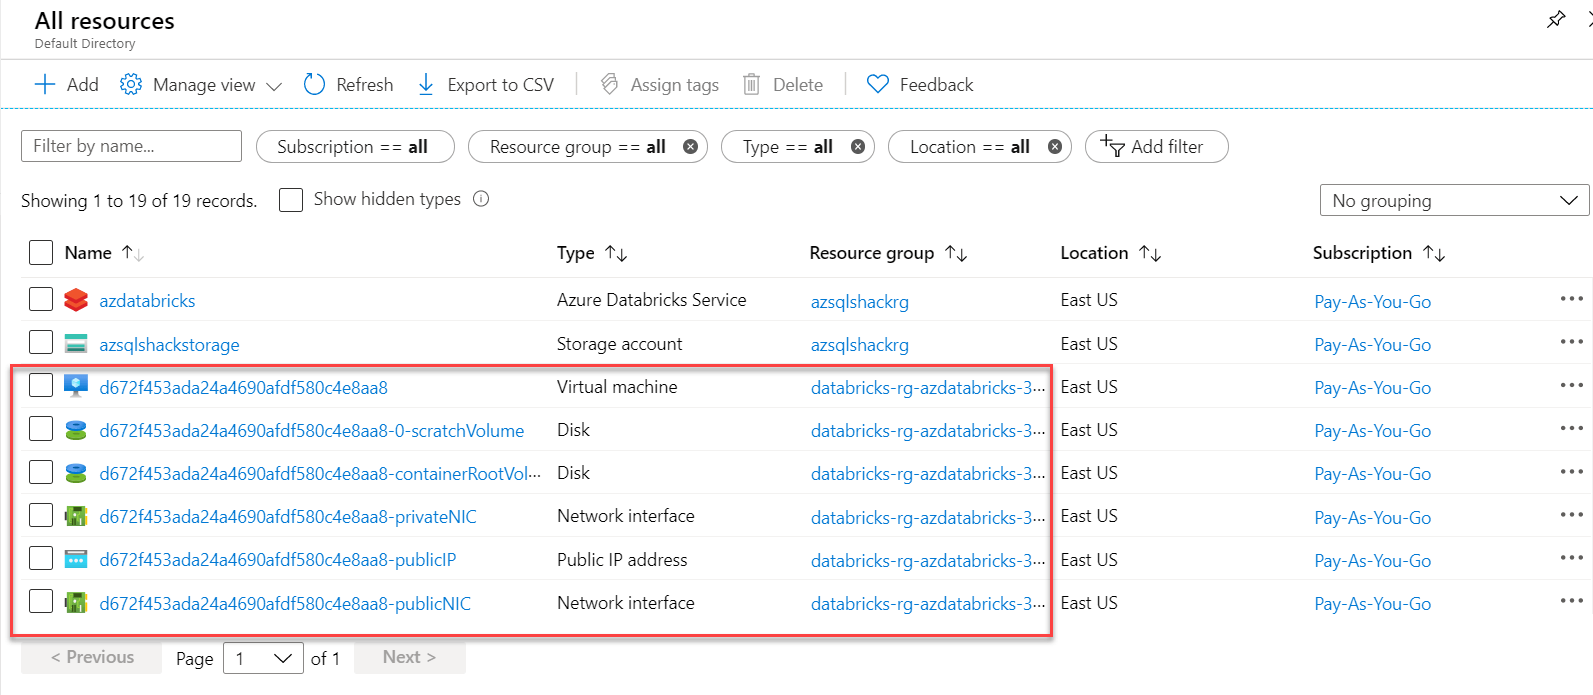 All resources
Default Directory
Add Manage view Refresh Export to CSV Assign tags Delete Feedback
Filter by name... Subscription == all Resource group == all Type == all Location == all Add filter
Showing 1 to 19 of 19 records. Show hidden types No grouping
Name Type Resource group Location Subscription
azdatabricks Azure Databricks Service azsqlshackrg East US Pay-As-You-Go
azsqlshackstorage Storage account azsqlshackrg East US Pay-As-You-Go
d672f453ada24a4690afdf580c4e8aa8 Virtual machine databricks-rg-azdatabricks-3... East US Pay-As-You-Go
d672f453ada24a4690afdf580c4e8aa8-0-scratchVolume Disk databricks-rg-azdatabricks-3... East US Pay-As-You-Go
d672f453ada24a4690afdf580c4e8aa8-containerRootVol... Disk databricks-rg-azdatabricks-3... East US Pay-As-You-Go
d672f453ada24a4690afdf580c4e8aa8-privateNIC Network interface databricks-rg-azdatabricks-3... East US Pay-As-You-Go
d672f453ada24a4690afdf580c4e8aa8-publicIP Public IP address databricks-rg-azdatabricks-3... East US Pay-As-You-Go
d672f453ada24a4690afdf580c4e8aa8-publicNIC Network interface databricks-rg-azdatabricks-3... East US Pay-As-You-Go
< Previous Page 1 of 1 Next >